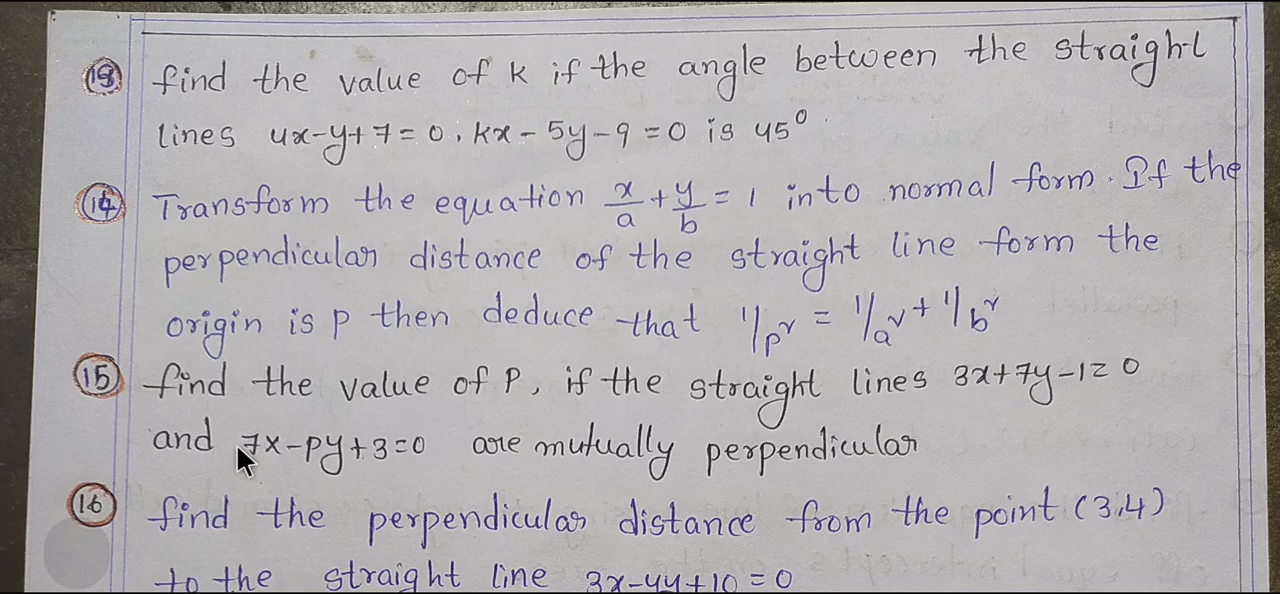 13 find the value of k if the angle between the straight
lines 4x-y+7=0, kx-5y-9=0 is 45⁰
14 Transform the equation x/a + y/b = 1 into normal form. If the
perpendicular distance of the straight line form the
origin is p then deduce that 1/p² = 1/a² + 1/b²
15 find the value of P, if the straight lines 3x+7y-1=0
and 7x-py+3=0 are mutually perpendicular
16 find the perpendicular distance from the point (3,4)
to the straight line 3x-4y+10=0